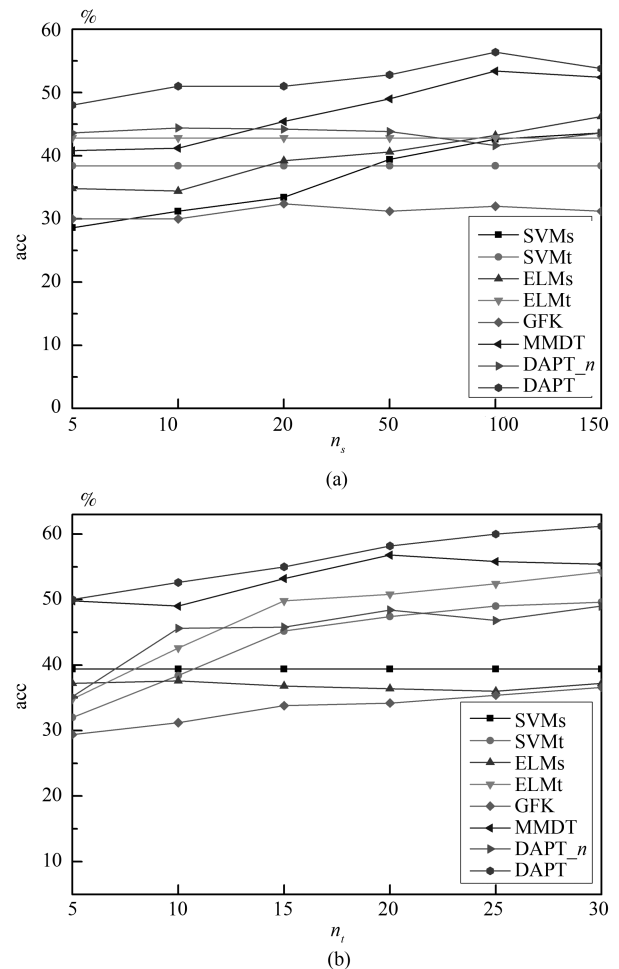 %
60
50
40
30
20
10
0
acc
5 10 20 50 100 150
n_s
SVMs
SVMt
ELMs
ELMt
GFK
MMDT
DAPT_n
DAPT
(a)
%
60
50
40
30
20
10
acc
5 10 15 20 25 30
n_t
SVMs
SVMt
ELMs
ELMt
GFK
MMDT
DAPT_n
DAPT
(b)